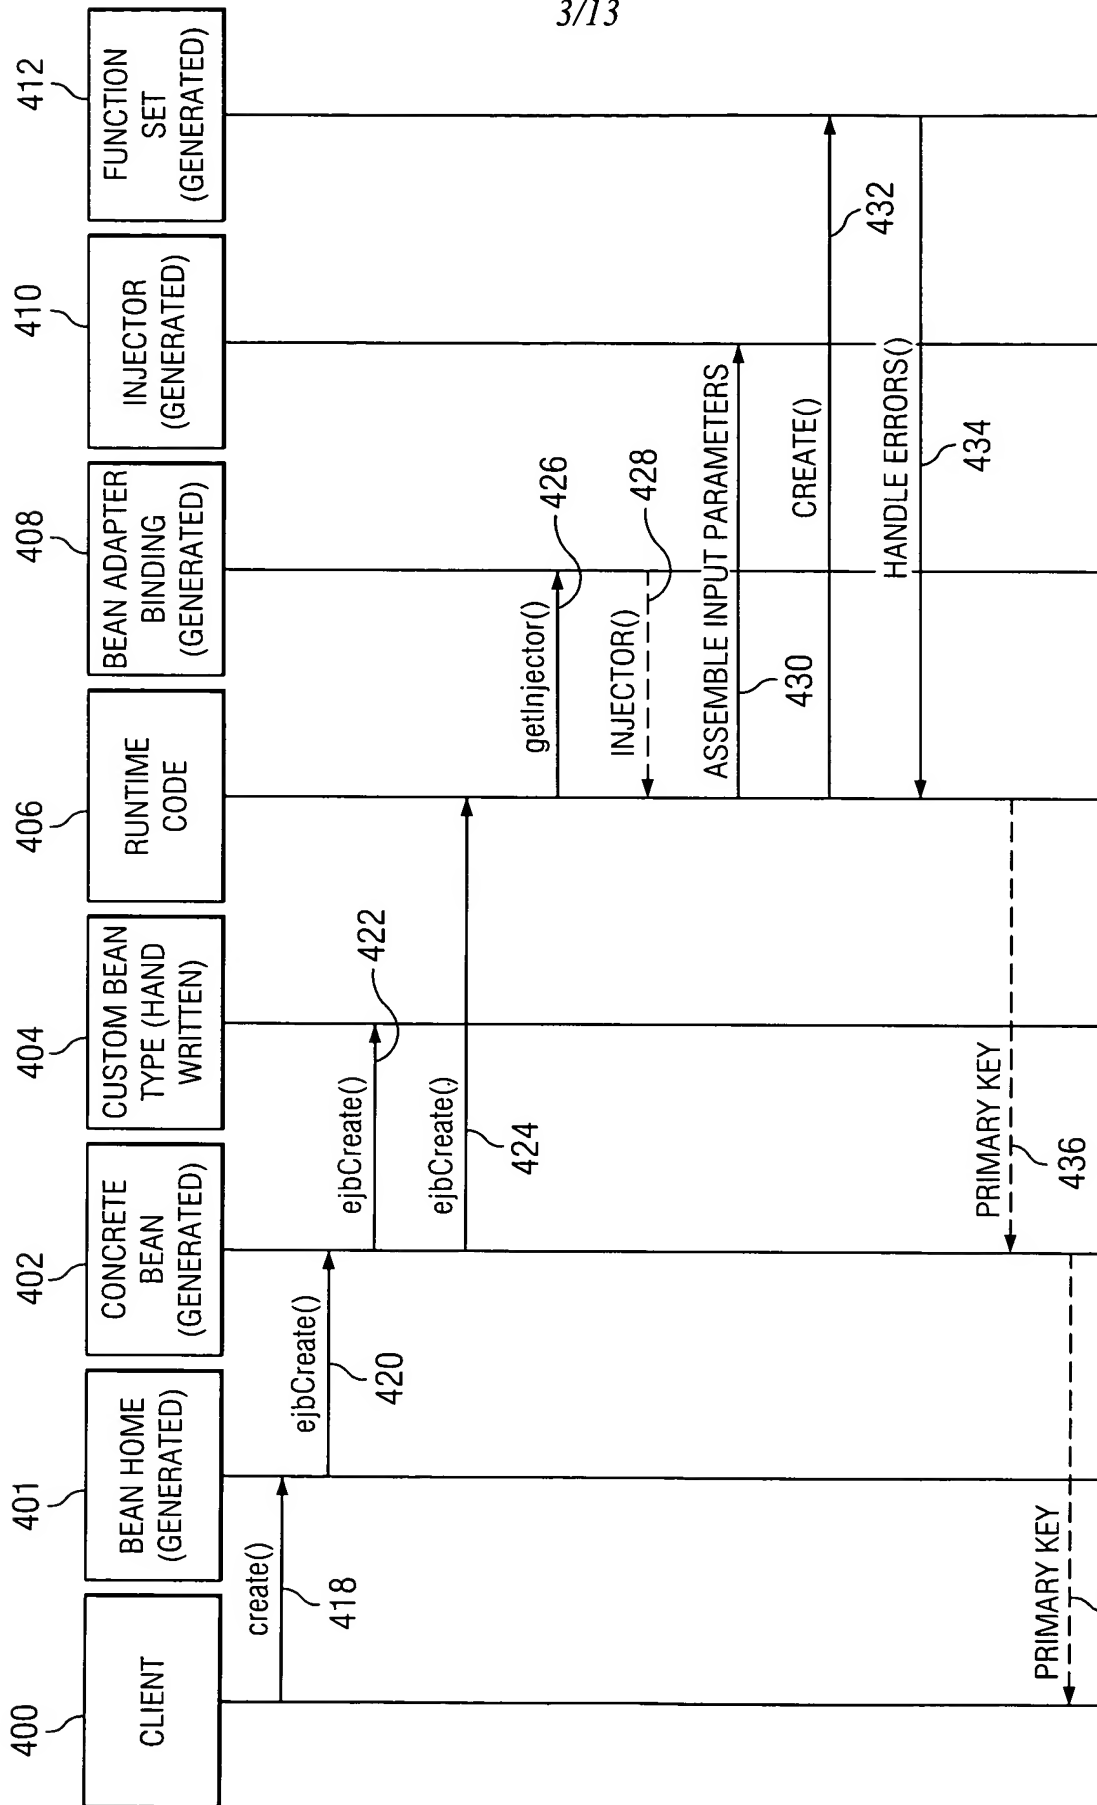 3/13
400
401
402
404
406
408
410
412
CLIENT
BEAN HOME
(GENERATED)
CONCRETE
BEAN
(GENERATED)
CUSTOM BEAN
TYPE (HAND
WRITTEN)
RUNTIME
CODE
BEAN ADAPTER
BINDING
(GENERATED)
INJECTOR
(GENERATED)
FUNCTION
SET
(GENERATED)
create()
418
ejbCreate()
420
ejbCreate()
422
ejbCreate()
424
getInjector()
426
INJECTOR()
428
ASSEMBLE INPUT PARAMETERS
430
CREATE()
432
HANDLE ERRORS()
434
PRIMARY KEY
436
PRIMARY KEY